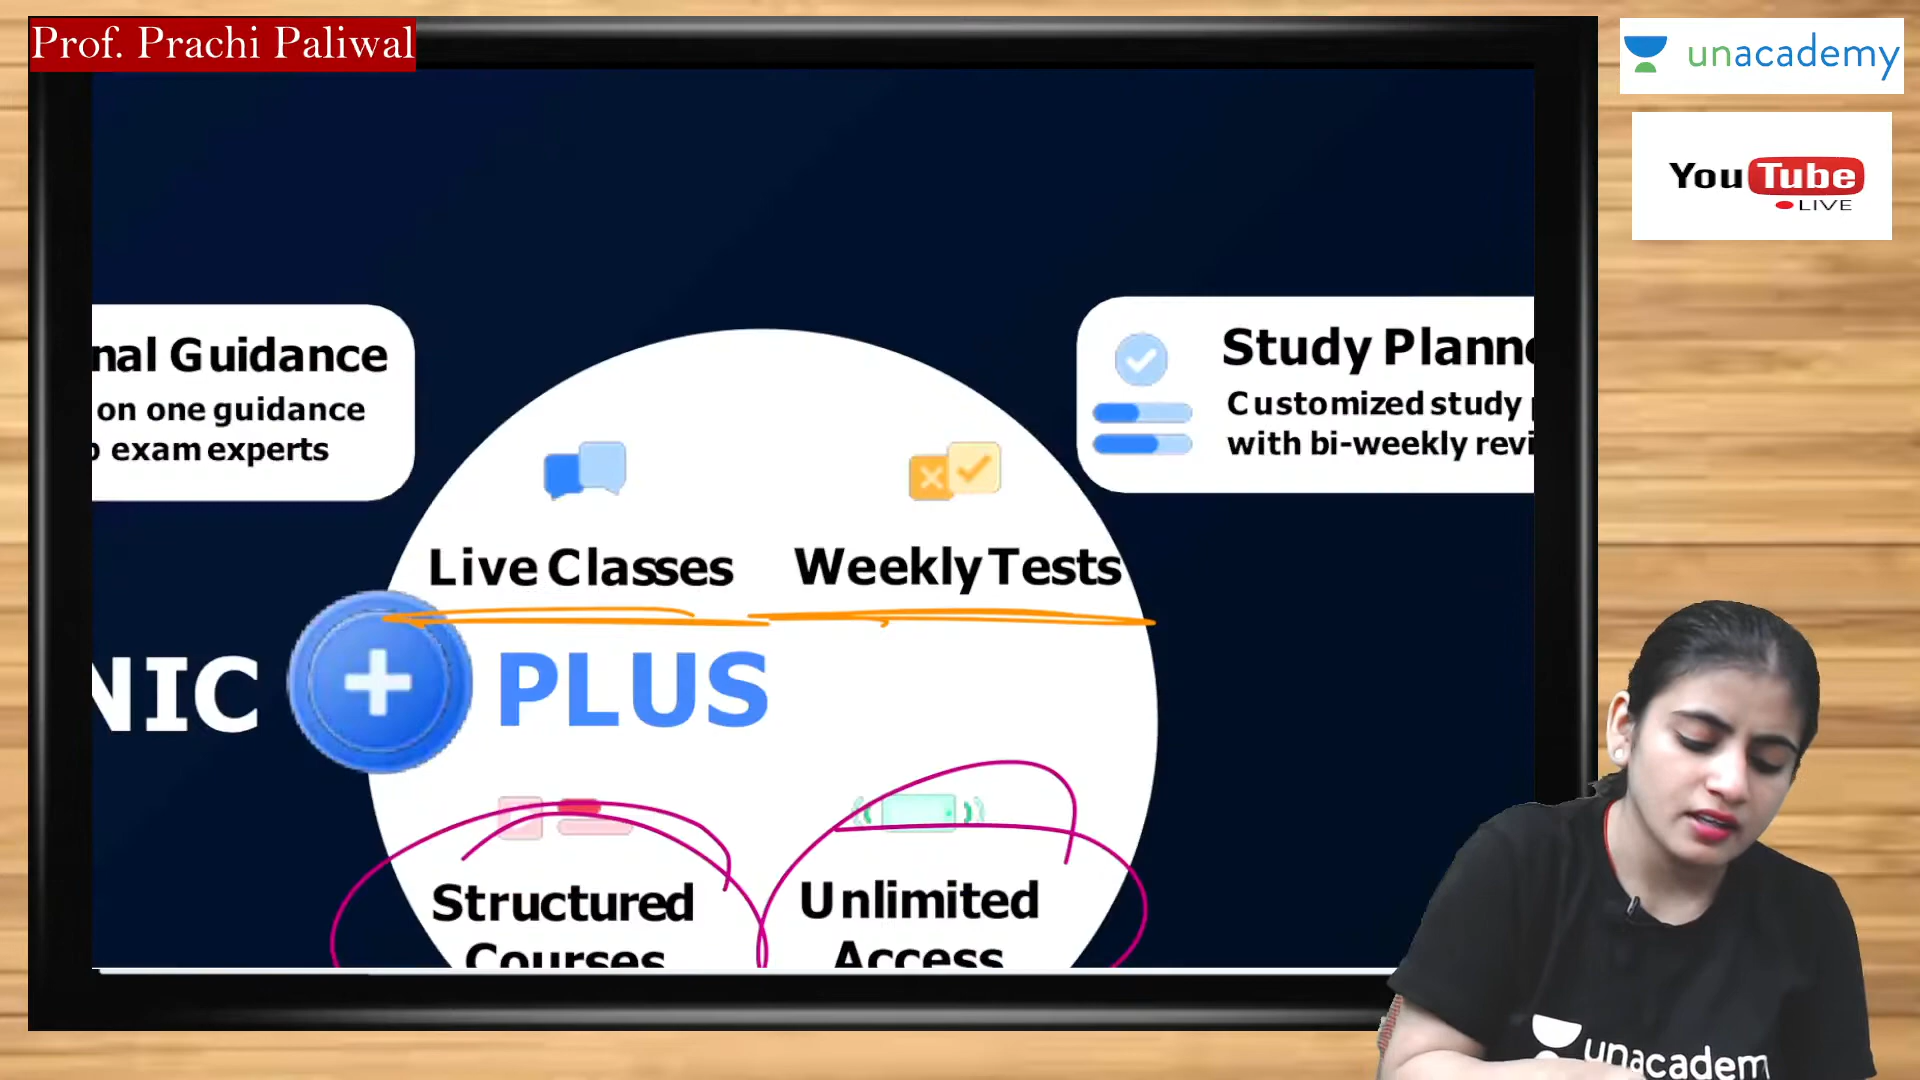 Prof. Prachi Paliwal
unacademy
YouTube
LIVE
nal Guidance
on one guidance
exam experts
Study Planne
Customized study
with bi-weekly revi
Live Classes
Weekly Tests
NIC
PLUS
Structured
Courses
Unlimited
Access
unacadem